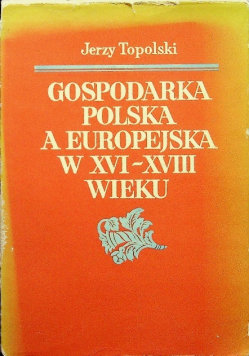 Jerzy Topolski
GOSPODARKA
POLSKA
A EUROPEJSKA
W XVI-XVIII
WIEKU